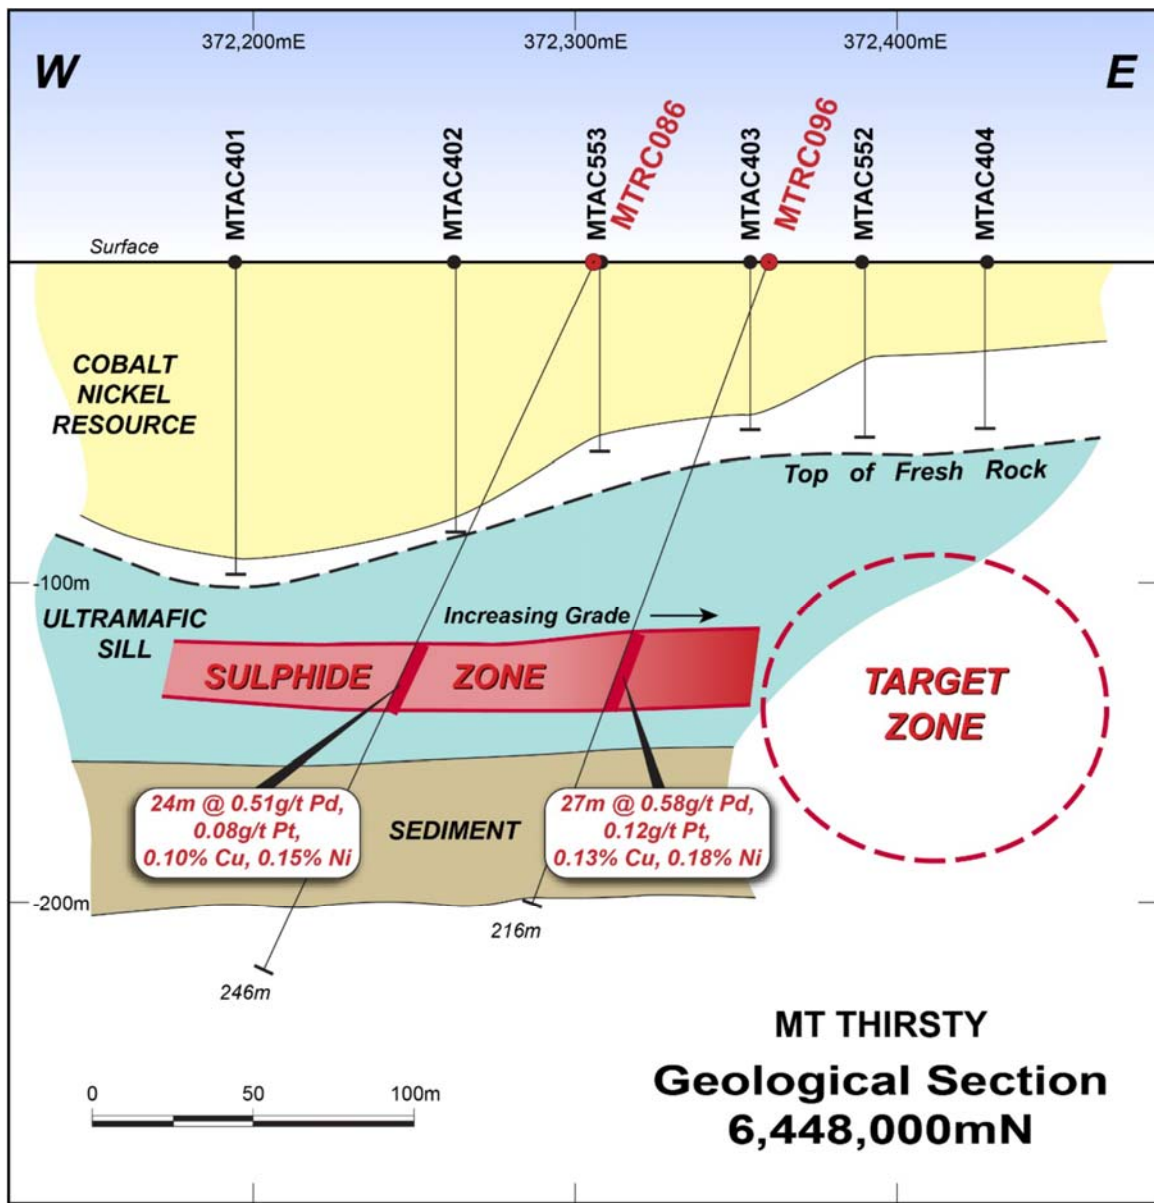 372,200mE
372,300mE
372,400mE
W
E
MTAC401
MTAC402
MTAC553
MTRC086
MTAC403
MTRC096
MTAC552
MTAC404
Surface
COBALT
NICKEL
RESOURCE
Top of Fresh Rock
-100m
ULTRAMAFIC
SILL
Increasing Grade
SULPHIDE ZONE
TARGET
ZONE
24m @ 0.51g/t Pd,
0.08g/t Pt,
0.10% Cu, 0.15% Ni
SEDIMENT
27m @ 0.58g/t Pd,
0.12g/t Pt,
0.13% Cu, 0.18% Ni
-200m
216m
246m
MT THIRSTY
Geological Section
6,448,000mN
0 50 100m